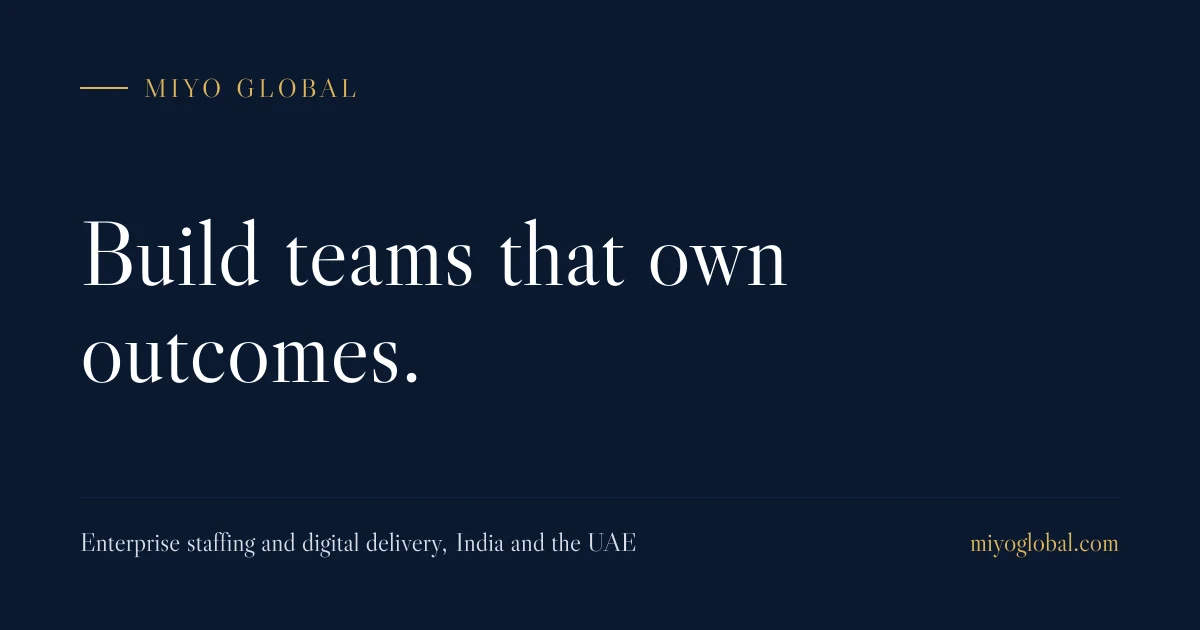 MIYO GLOBAL
Build teams that own
outcomes.
Enterprise staffing and digital delivery, India and the UAE
miyoglobal.com